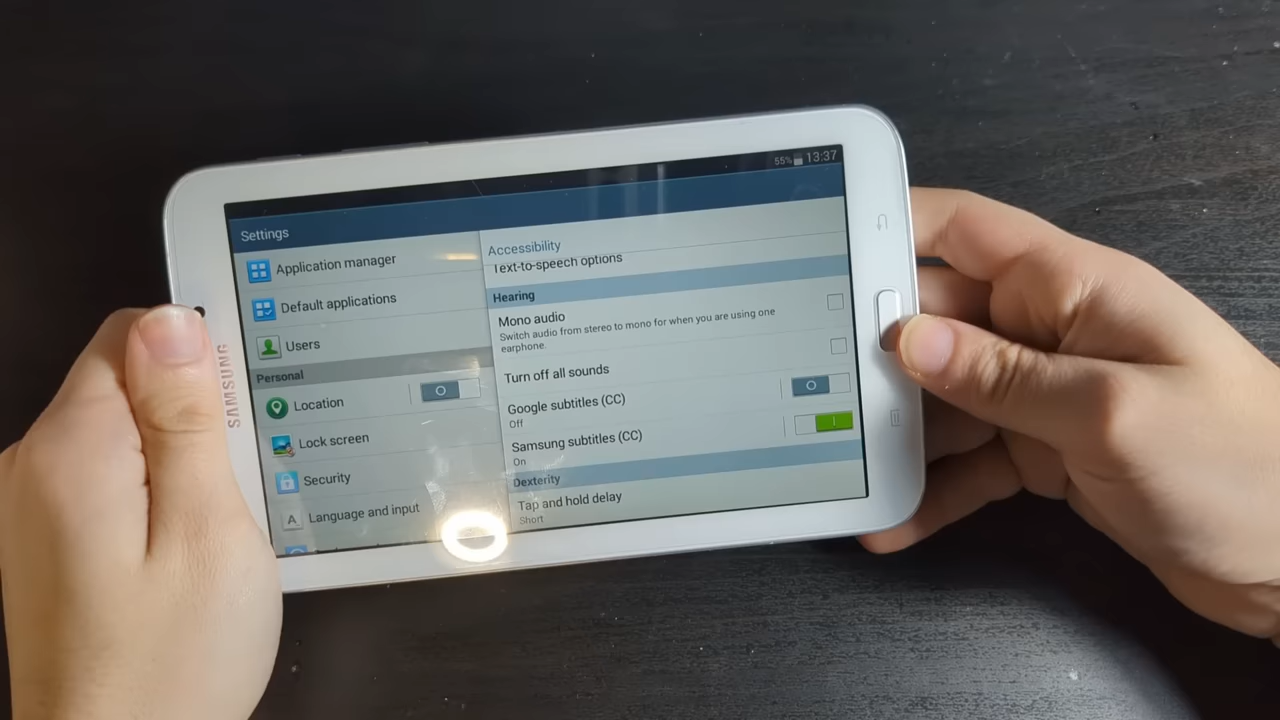 55% 13:37
Settings
Application manager
Default applications
Users
Personal
Location
Lock screen
Security
Language and input
Accessibility
Text-to-speech options
Hearing
Mono audio
Switch audio from stereo to mono for when you are using one
earphone.
Turn off all sounds
Google subtitles (CC)
Off
Samsung subtitles (CC)
On
Dexterity
Tap and hold delay
Short
SAMSUNG